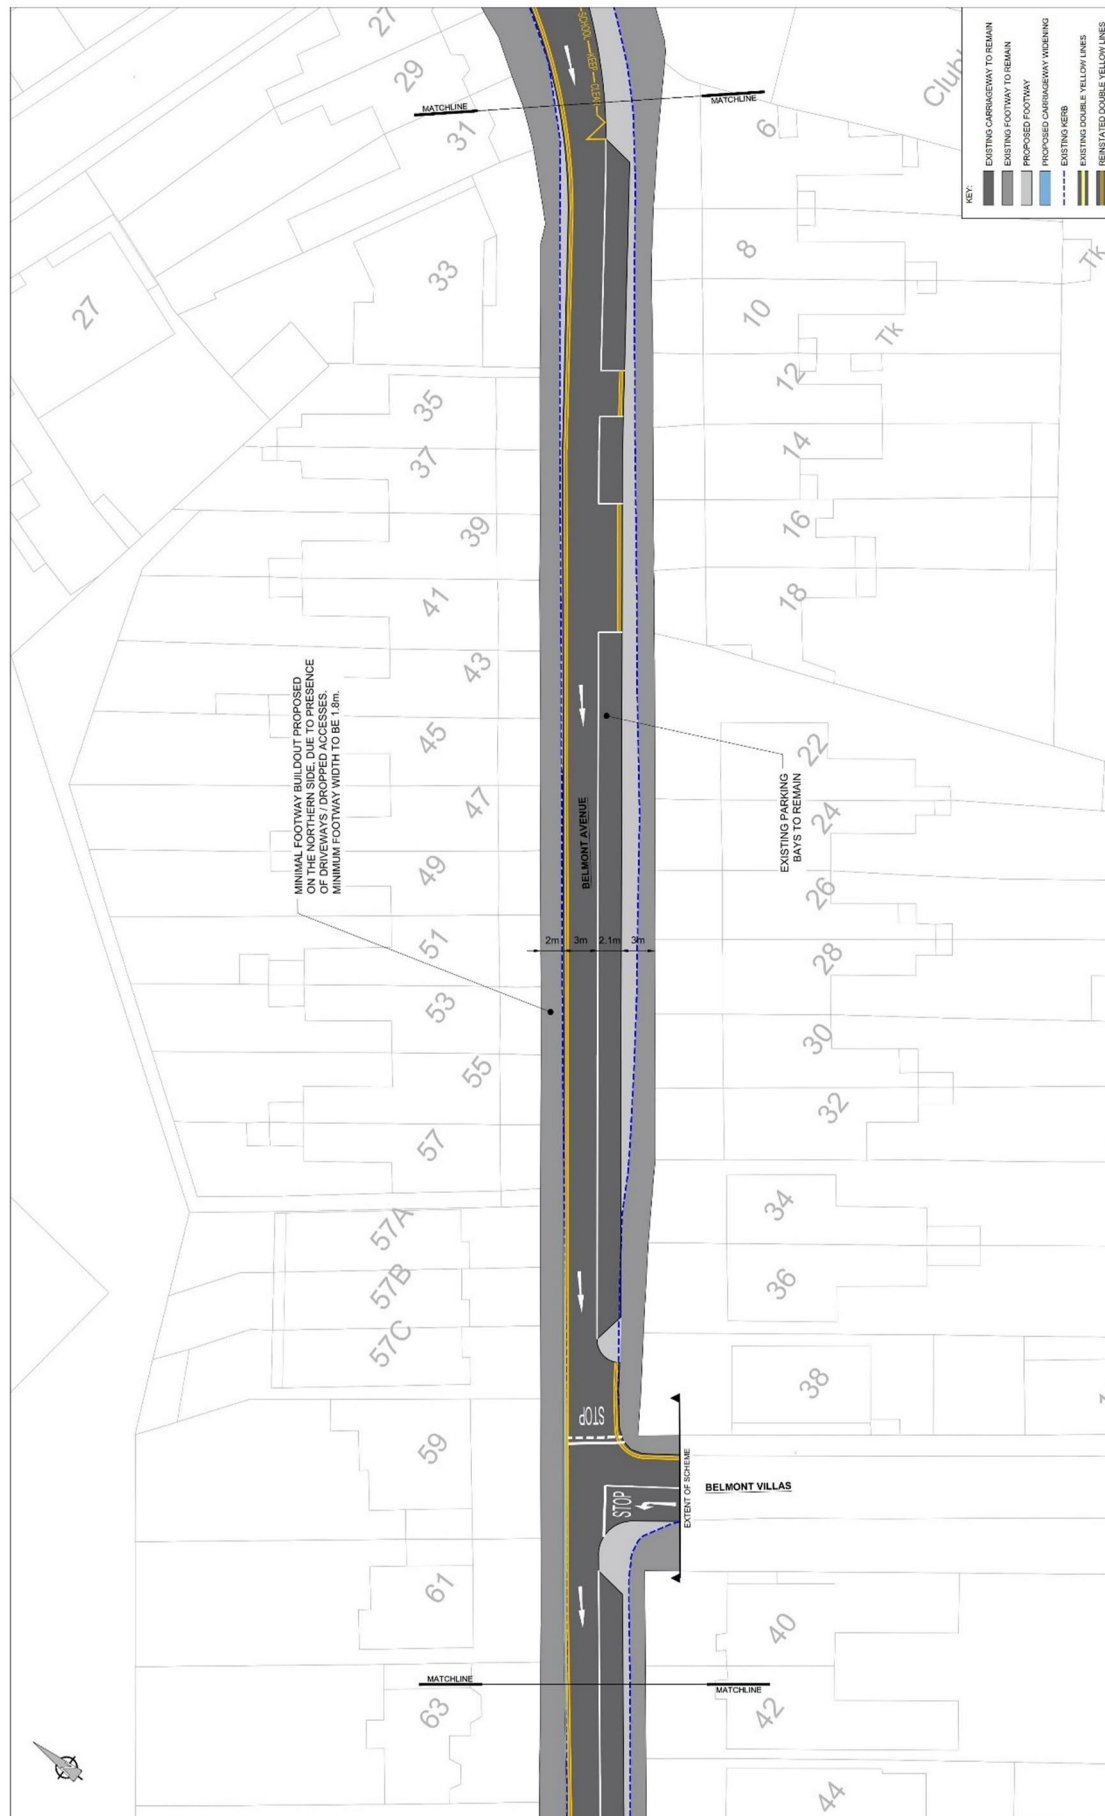 27
29
31
MATCHLINE
SCHOOL — KEEP — CLEAR
MATCHLINE
6
KEY:
EXISTING CARRIAGEWAY TO REMAIN
EXISTING FOOTWAY TO REMAIN
PROPOSED FOOTWAY
PROPOSED CARRIAGEWAY WIDENING
EXISTING KERB
EXISTING DOUBLE YELLOW LINES
REINSTATED DOUBLE YELLOW LINES
27
33
8
10
Tk
Tk
12
35
37
14
39
16
41
18
43
MINIMAL FOOTWAY BUILDOUT PROPOSED
ON THE NORTHERN SIDE, DUE TO PRESENCE
OF DRIVEWAYS / DROPPED ACCESSES.
MINIMUM FOOTWAY WIDTH TO BE 1.8m.
45
22
47
BELMONT AVENUE
EXISTING PARKING
BAYS TO REMAIN
24
49
26
51
2m
3m
2.1m
3m
28
53
30
55
32
57
34
57A
57B
36
57C
38
STOP
59
EXTENT OF SCHEME
BELMONT VILLAS
STOP
61
40
MATCHLINE
MATCHLINE
63
42
44